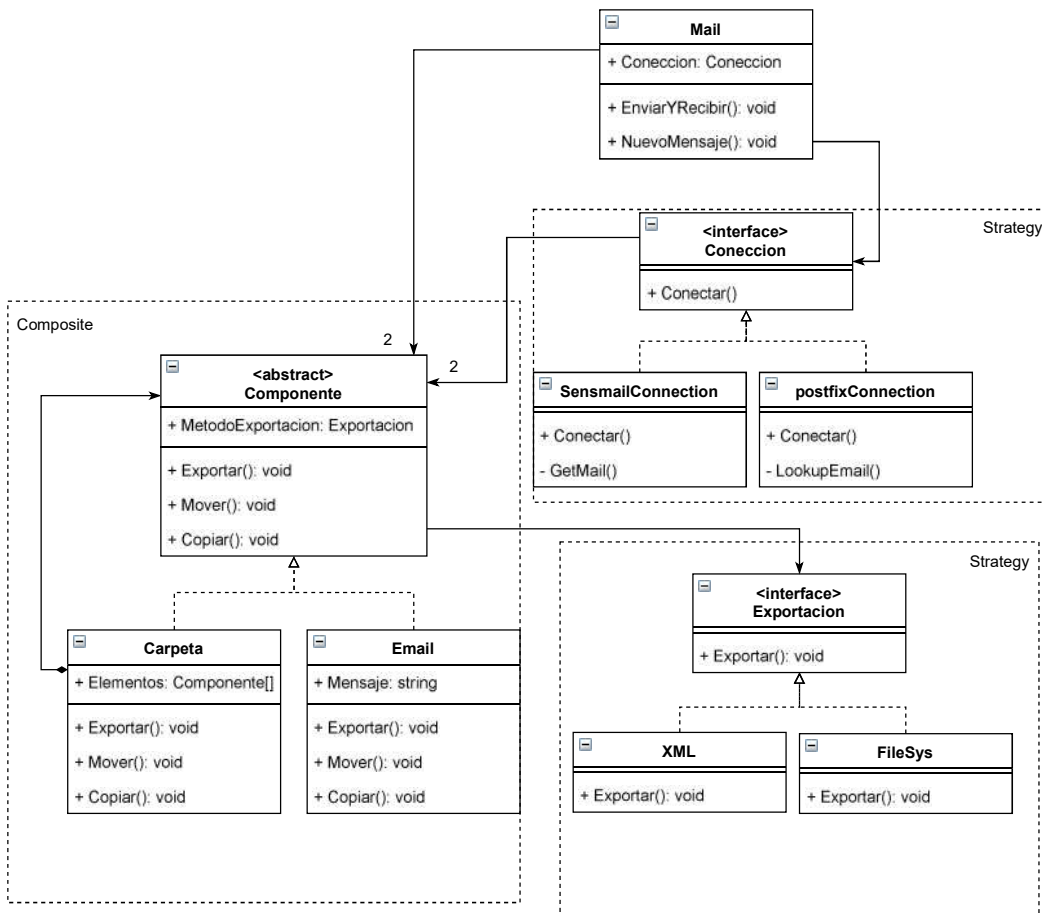 Mail
+ Coneccion: Coneccion
+ EnviarYRecibir(): void
+ NuevoMensaje(): void
Strategy
<interface>
Coneccion
+ Conectar()
Composite
2
2
<abstract>
Componente
+ MetodoExportacion: Exportacion
+ Exportar(): void
+ Mover(): void
+ Copiar(): void
SensmailConnection
+ Conectar()
- GetMail()
postfixConnection
+ Conectar()
- LookupEmail()
Strategy
<interface>
Exportacion
+ Exportar(): void
Carpeta
+ Elementos: Componente[]
+ Exportar(): void
+ Mover(): void
+ Copiar(): void
Email
+ Mensaje: string
+ Exportar(): void
+ Mover(): void
+ Copiar(): void
XML
+ Exportar(): void
FileSys
+ Exportar(): void